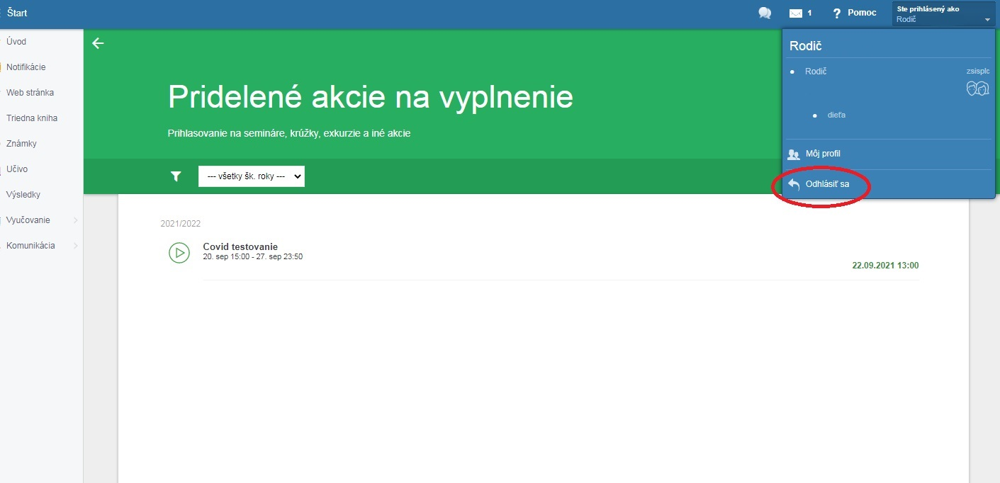 Štart
1
? Pomoc
Ste prihlásený ako
Rodič
Úvod
Notifikácie
Web stránka
Triedna kniha
Známky
Učivo
Výsledky
Vyučovanie
Komunikácia
Pridelené akcie na vyplnenie
Prihlasovanie na semináre, krúžky, exkurzie a iné akcie
--- všetky šk. roky ---
Rodič
Rodič
zsisplc
dieťa
Môj profil
Odhlásiť sa
2021/2022
Covid testovanie
20. sep 15:00 - 27. sep 23:50
22.09.2021 13:00